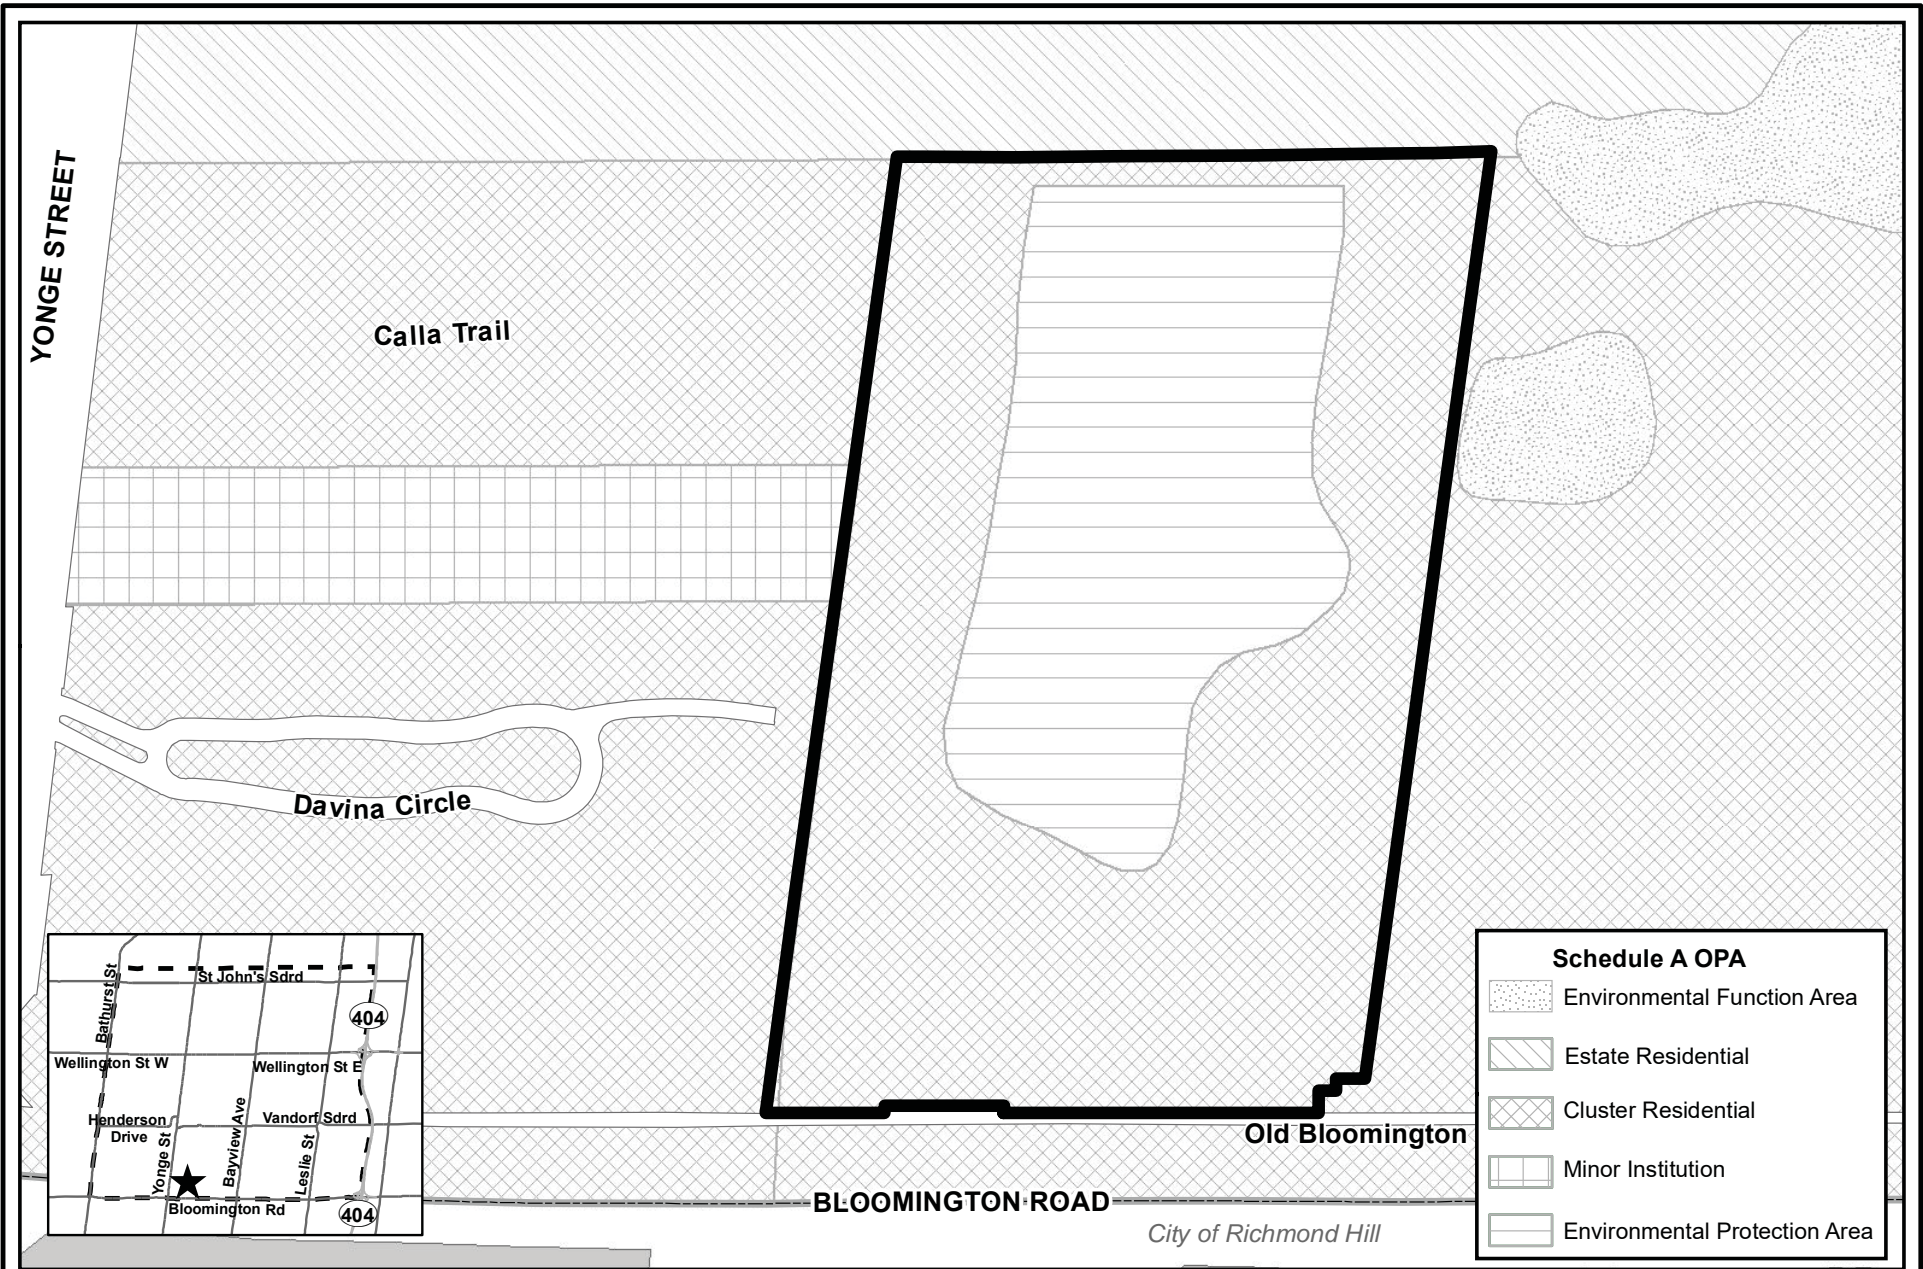 YONGE STREET
Calla Trail
Davina Circle
Old Bloomington
BLOOMINGTON ROAD
City of Richmond Hill
St John's Sdrd
Bathurst St
404
Wellington St W
Wellington St E
Henderson
Drive
Vandorf Sdrd
Yonge St
Bayview Ave
Leslie St
Bloomington Rd
404
Schedule A OPA
Environmental Function Area
Estate Residential
Cluster Residential
Minor Institution
Environmental Protection Area